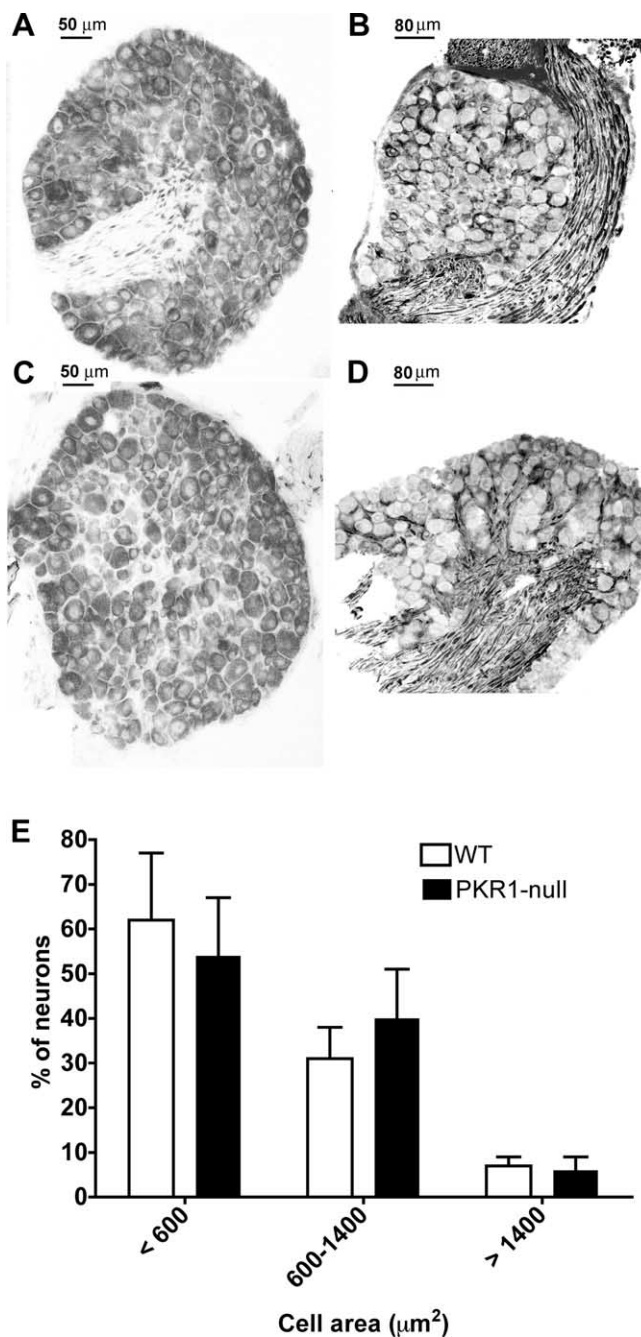 A
50 μm
B
80 μm
C
50 μm
D
80 μm
E
80
70
60
50
40
30
20
10
0
% of neurons
WT
PKR1-null
< 600
600-1400
> 1400
Cell area (μm²)